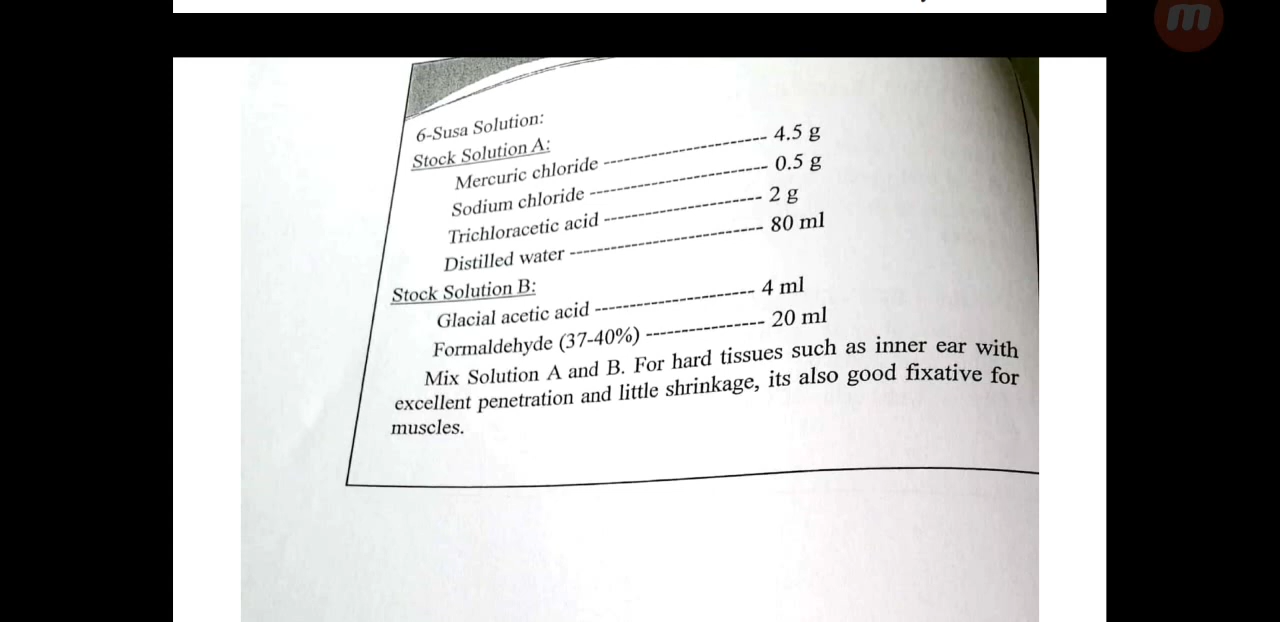 6-Susa Solution:
Stock Solution A:
Mercuric chloride ----------------------- 4.5 g
Sodium chloride ------------------------- 0.5 g
Trichloracetic acid ---------------------- 2 g
Distilled water --------------------------- 80 ml
Stock Solution B:
Glacial acetic acid ---------------------- 4 ml
Formaldehyde (37-40%) ---------------- 20 ml
Mix Solution A and B. For hard tissues such as inner ear with
excellent penetration and little shrinkage, its also good fixative for
muscles.